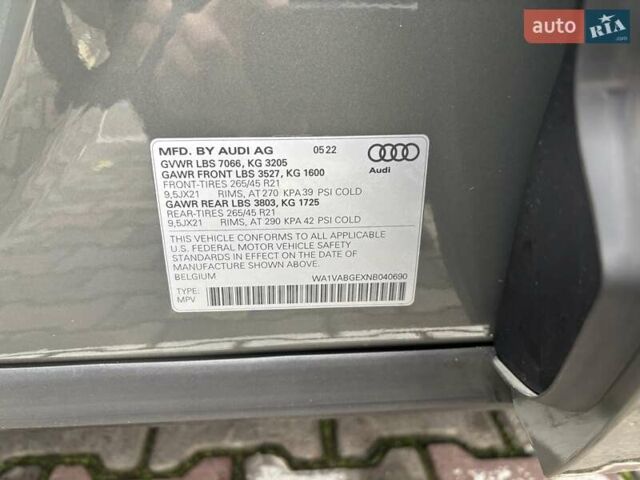 auto RIA.com
MFD. BY AUDI AG 05 22
GVWR LBS 7066, KG 3205
GAWR FRONT LBS 3527, KG 1600
FRONT-TIRES 265/45 R21
9,5JX21 RIMS, AT 270 KPA 39 PSI COLD
GAWR REAR LBS 3803, KG 1725
REAR-TIRES 265/45 R21
9,5JX21 RIMS, AT 290 KPA 42 PSI COLD
THIS VEHICLE CONFORMS TO ALL APPLICABLE
U.S. FEDERAL MOTOR VEHICLE SAFETY
STANDARDS IN EFFECT ON THE DATE OF
MANUFACTURE SHOWN ABOVE.
BELGIUM WA1VABGEXNB040690
TYPE:
MPV
Audi